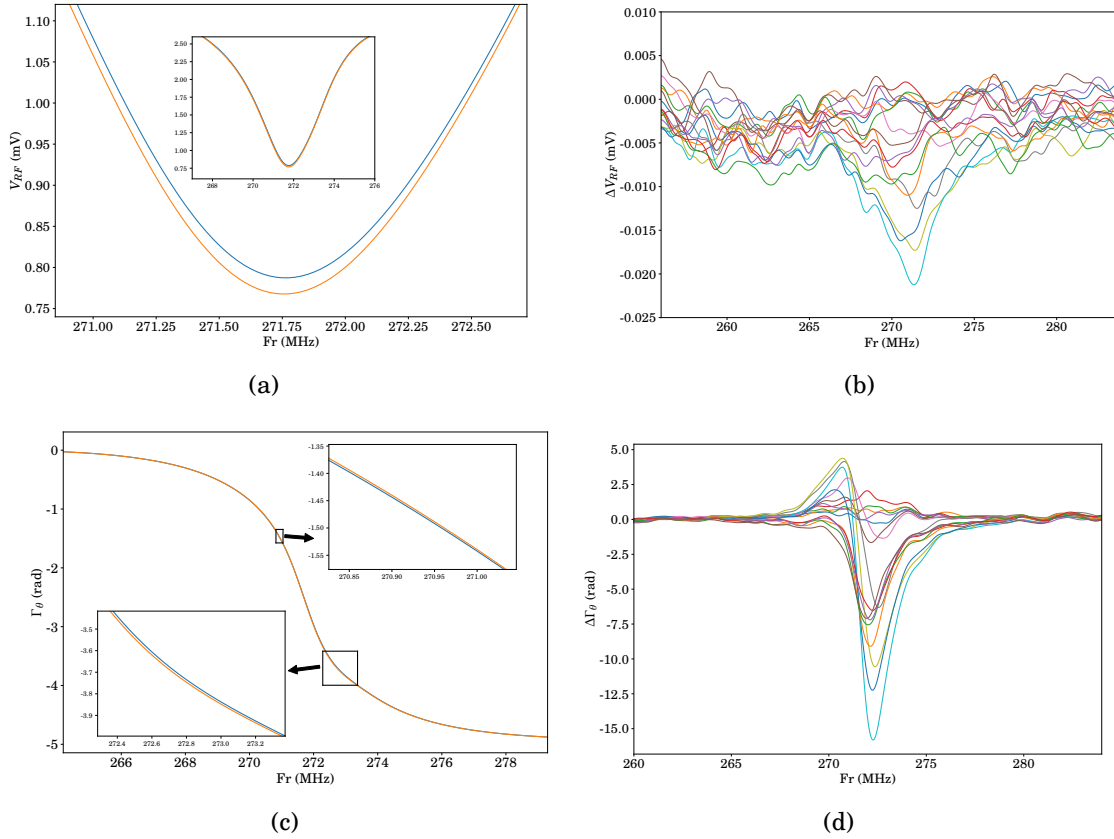 1.10
1.05
1.00
0.95
0.90
0.85
0.80
0.75
V_RF (mV)
2.50
2.25
2.00
1.75
1.50
1.25
1.00
0.75
268 270 272 274 276
271.00 271.25 271.50 271.75 272.00 272.25 272.50
Fr (MHz)
(a)
0.010
0.005
0.000
-0.005
-0.010
-0.015
-0.020
-0.025
ΔV_RF (mV)
260 265 270 275 280
Fr (MHz)
(b)
0
-1
-2
-3
-4
-5
Γ_θ (rad)
-1.35
-1.40
-1.45
-1.50
-1.55
270.85 270.90 270.95 271.00
-3.5
-3.6
-3.7
-3.8
-3.9
272.4 272.6 272.8 273.0 273.2
266 268 270 272 274 276 278
Fr (MHz)
(c)
5.0
2.5
0.0
-2.5
-5.0
-7.5
-10.0
-12.5
-15.0
ΔΓ_θ (rad)
260 265 270 275 280
Fr (MHz)
(d)